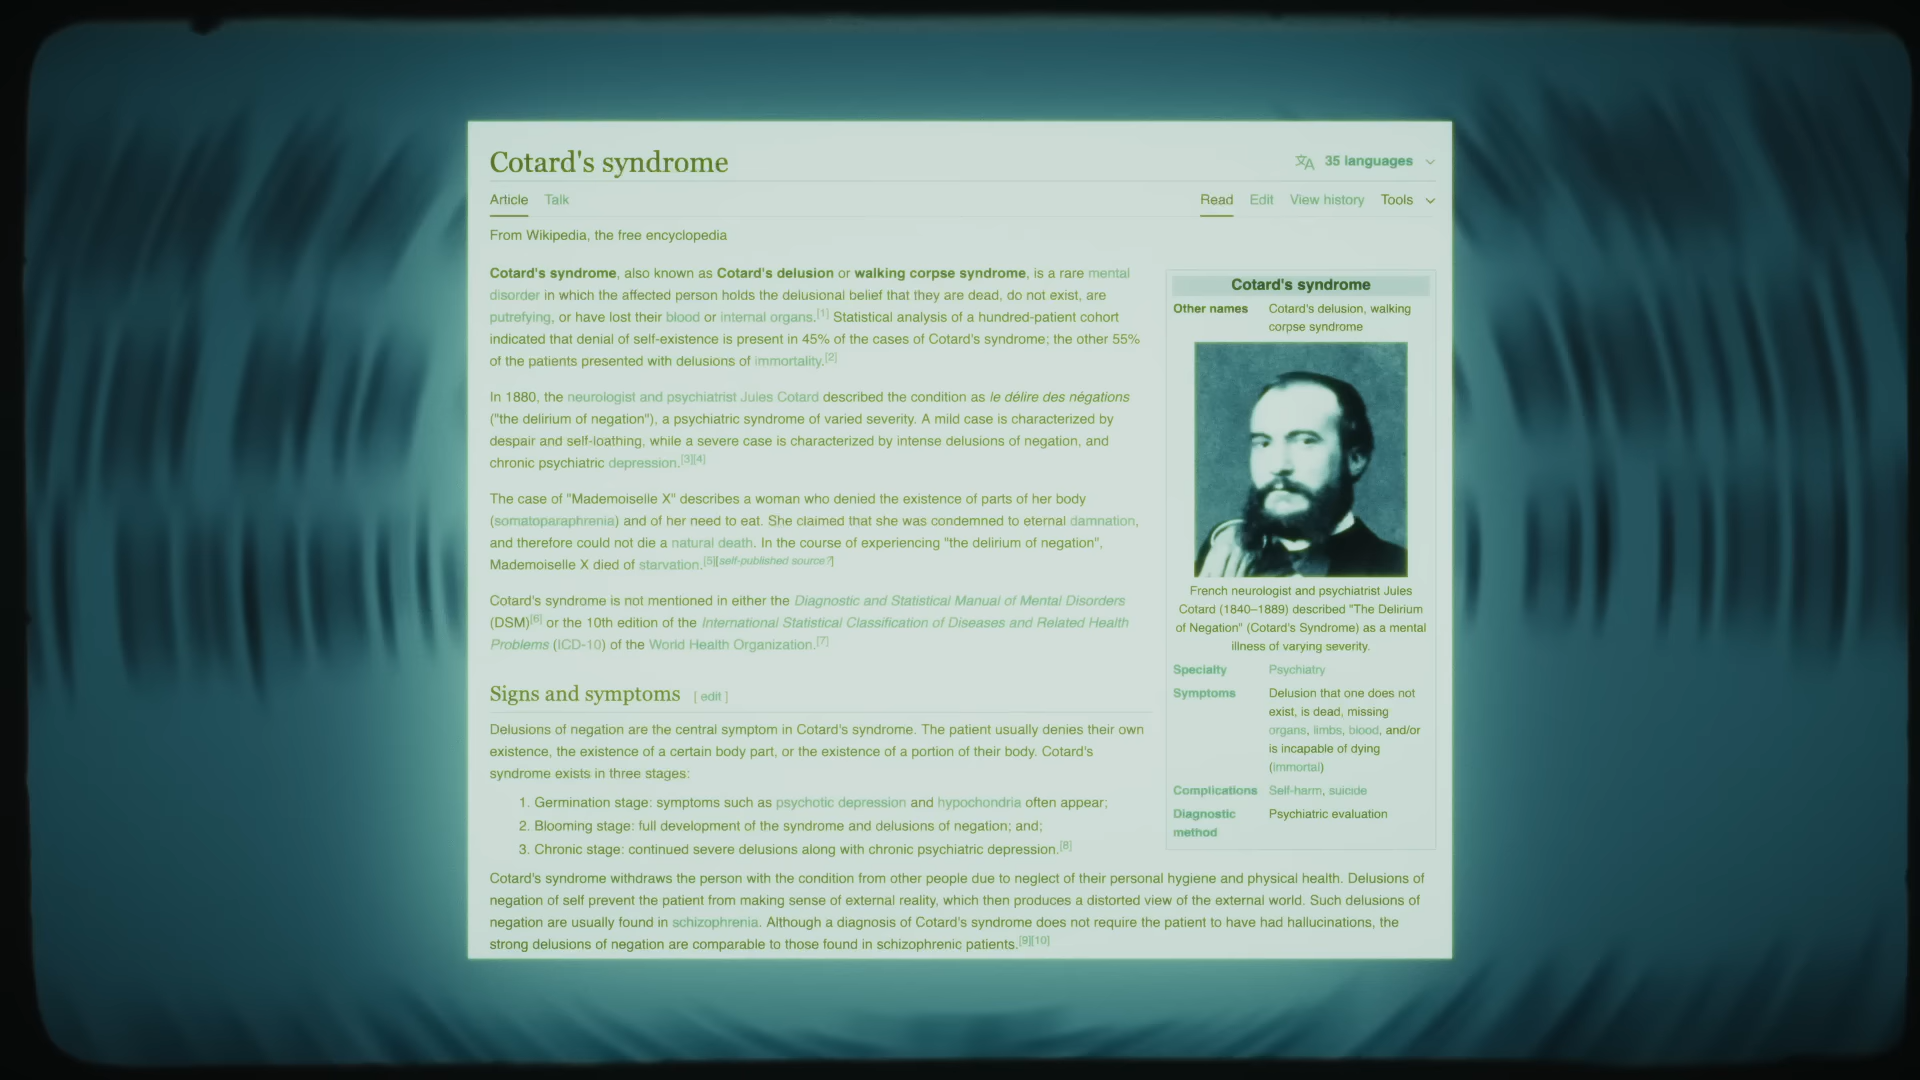 Cotard's syndrome
35 languages
Article Talk
Read Edit View history Tools
From Wikipedia, the free encyclopedia
Cotard's syndrome, also known as Cotard's delusion or walking corpse syndrome, is a rare mental
disorder in which the affected person holds the delusional belief that they are dead, do not exist, are
putrefying, or have lost their blood or internal organs.[1] Statistical analysis of a hundred-patient cohort
indicated that denial of self-existence is present in 45% of the cases of Cotard's syndrome; the other 55%
of the patients presented with delusions of immortality.[2]
In 1880, the neurologist and psychiatrist Jules Cotard described the condition as le délire des négations
("the delirium of negation"), a psychiatric syndrome of varied severity. A mild case is characterized by
despair and self-loathing, while a severe case is characterized by intense delusions of negation, and
chronic psychiatric depression.[3][4]
The case of "Mademoiselle X" describes a woman who denied the existence of parts of her body
(somatoparaphrenia) and of her need to eat. She claimed that she was condemned to eternal damnation,
and therefore could not die a natural death. In the course of experiencing "the delirium of negation",
Mademoiselle X died of starvation.[5][self-published source?]
Cotard's syndrome is not mentioned in either the Diagnostic and Statistical Manual of Mental Disorders
(DSM)[6] or the 10th edition of the International Statistical Classification of Diseases and Related Health
Problems (ICD-10) of the World Health Organization.[7]
Cotard's syndrome
Other names Cotard's delusion, walking
corpse syndrome
French neurologist and psychiatrist Jules
Cotard (1840–1889) described "The Delirium
of Negation" (Cotard's Syndrome) as a mental
illness of varying severity.
Specialty Psychiatry
Symptoms Delusion that one does not
exist, is dead, missing
organs, limbs, blood, and/or
is incapable of dying
(immortal)
Complications Self-harm, suicide
Diagnostic Psychiatric evaluation
method
Signs and symptoms [ edit ]
Delusions of negation are the central symptom in Cotard's syndrome. The patient usually denies their own
existence, the existence of a certain body part, or the existence of a portion of their body. Cotard's
syndrome exists in three stages:
1. Germination stage: symptoms such as psychotic depression and hypochondria often appear;
2. Blooming stage: full development of the syndrome and delusions of negation; and;
3. Chronic stage: continued severe delusions along with chronic psychiatric depression.[8]
Cotard's syndrome withdraws the person with the condition from other people due to neglect of their personal hygiene and physical health. Delusions of
negation of self prevent the patient from making sense of external reality, which then produces a distorted view of the external world. Such delusions of
negation are usually found in schizophrenia. Although a diagnosis of Cotard's syndrome does not require the patient to have had hallucinations, the
strong delusions of negation are comparable to those found in schizophrenic patients.[9][10]